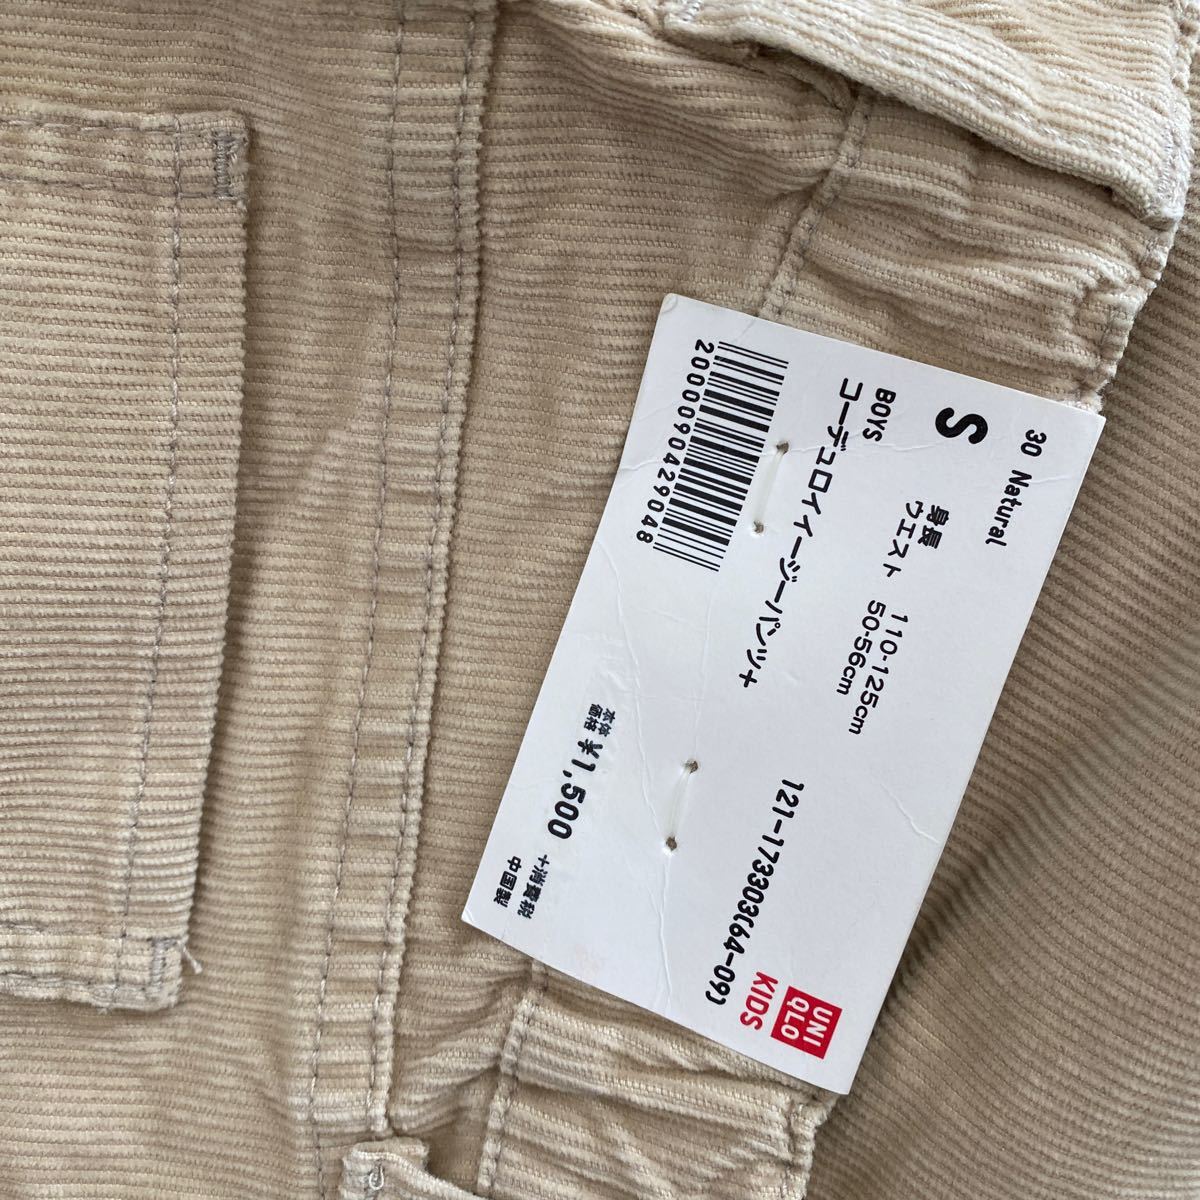 30 Natural
S
身長 110-125cm
ウエスト 50-56cm
BOYS
コーデュロイイージーパンツ+
121-173303(64-09)
2000090429048
本体価格 ¥1,500 +消費税
中国製
UNI
QLO
KIDS